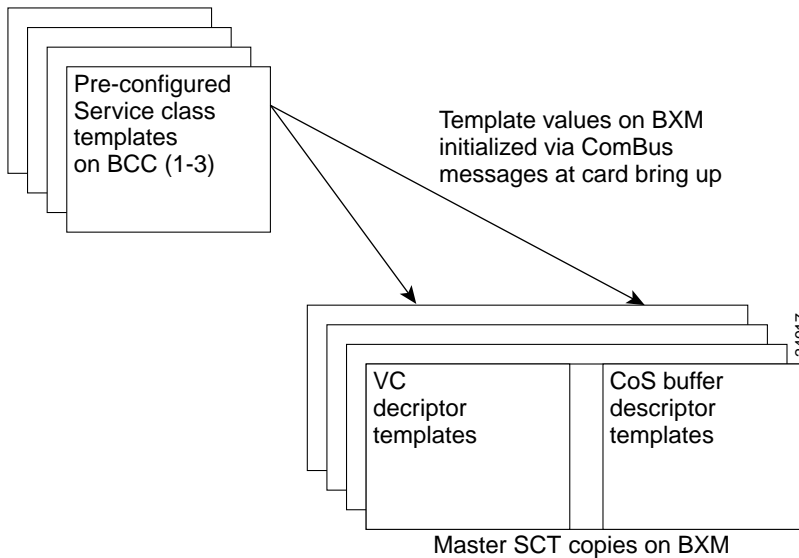 Pre-configured
Service class
templates
on BCC (1-3)
Template values on BXM
initialized via ComBus
messages at card bring up
VC
decriptor
templates
CoS buffer
descriptor
templates
Master SCT copies on BXM